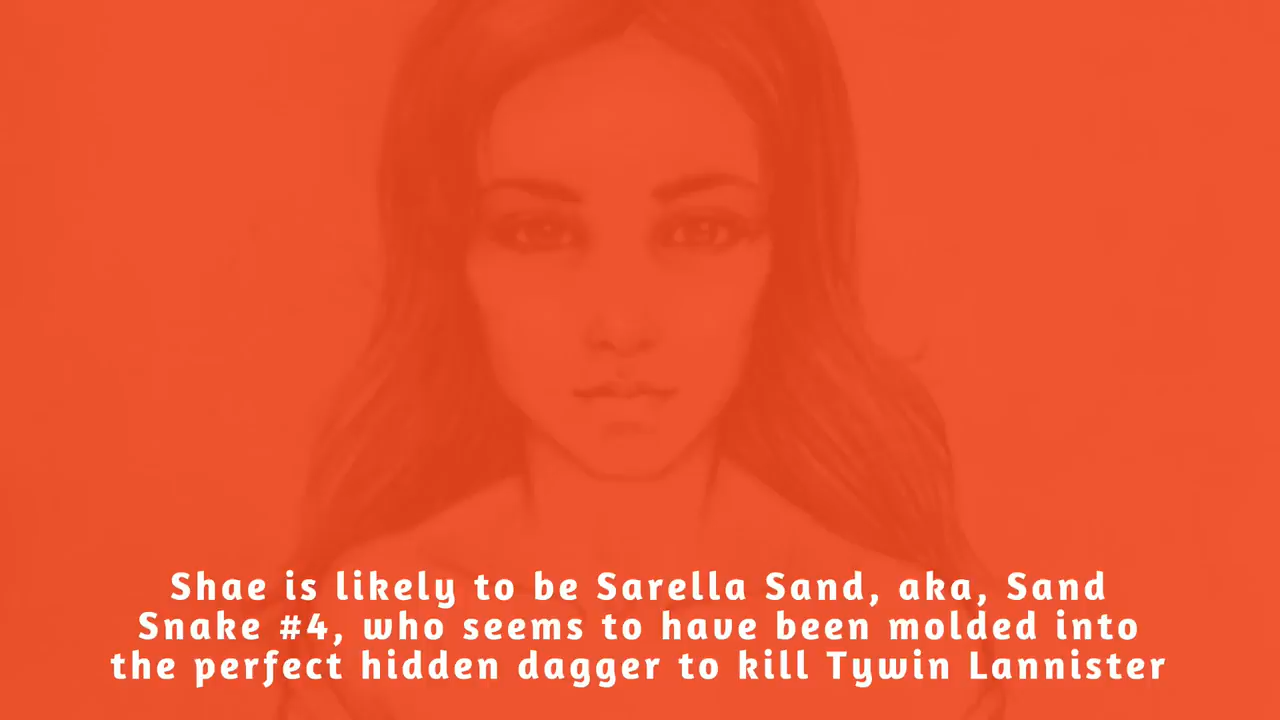 Shae is likely to be Sarella Sand, aka, Sand
Snake #4, who seems to have been molded into
the perfect hidden dagger to kill Tywin Lannister